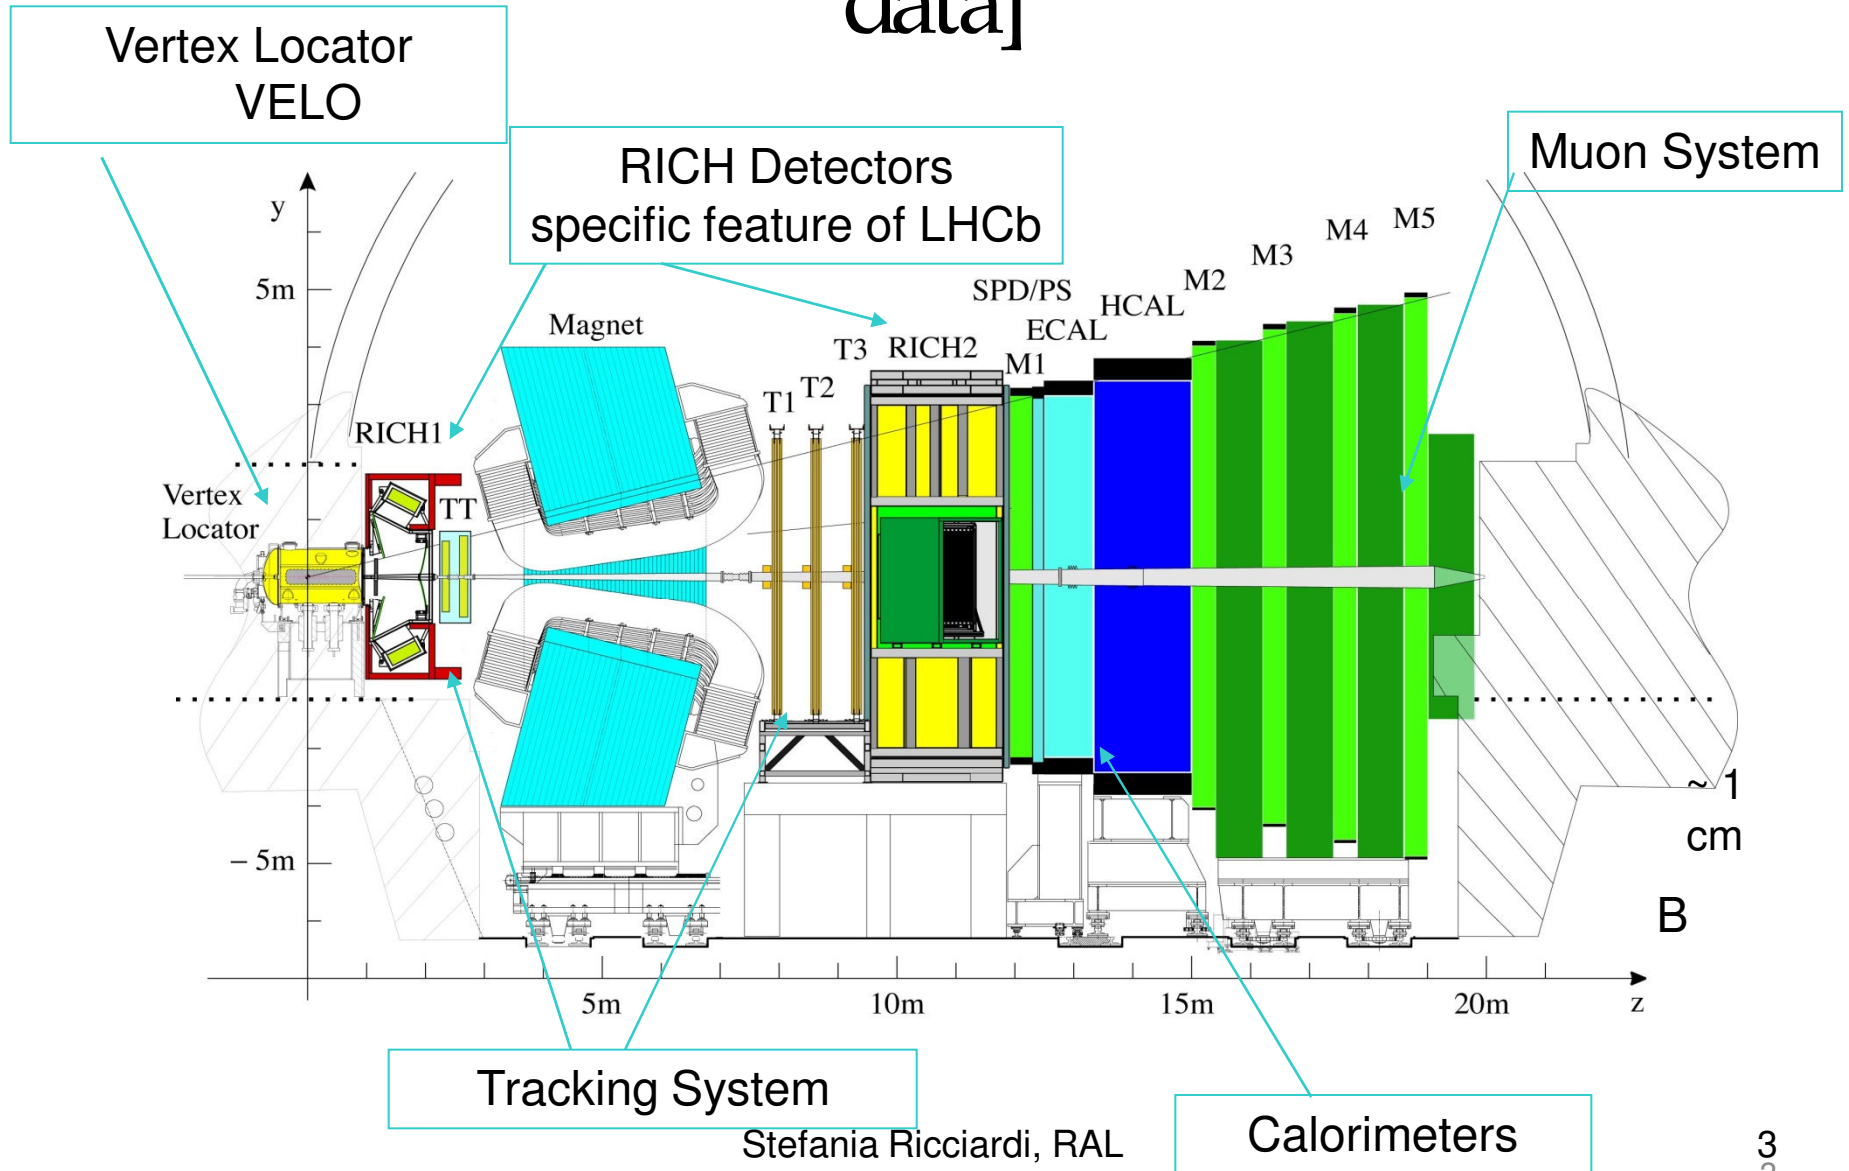 data]
Vertex Locator
VELO
RICH Detectors
specific feature of LHCb
Muon System
y
5m
Magnet
SPD/PS
ECAL
HCAL
M2
M3
M4
M5
T3
RICH2
M1
T2
T1
RICH1
TT
Vertex
Locator
~ 1
cm
B
– 5m
5m
10m
15m
20m
z
Tracking System
Calorimeters
Stefania Ricciardi, RAL
3